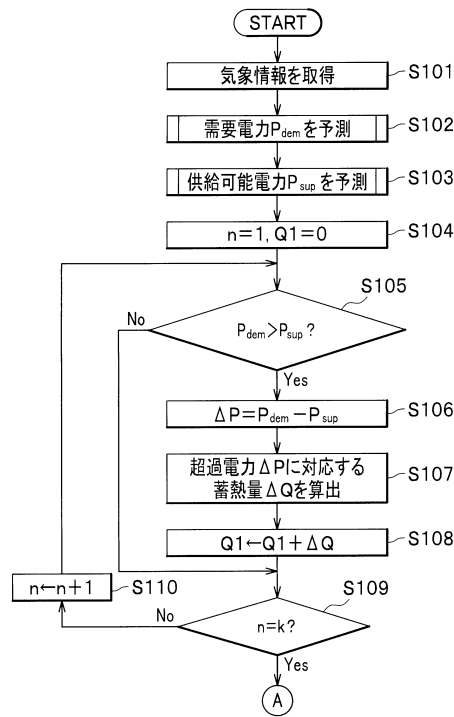 START
気象情報を取得
S101
需要電力Pdemを予測
S102
供給可能電力Psupを予測
S103
n=1, Q1=0
S104
S105
No
Pdem>Psup?
Yes
ΔP=Pdem−Psup
S106
超過電力ΔPに対応する
蓄熱量ΔQを算出
S107
Q1←Q1+ΔQ
S108
n←n+1
S110
S109
No
n=k?
Yes
A